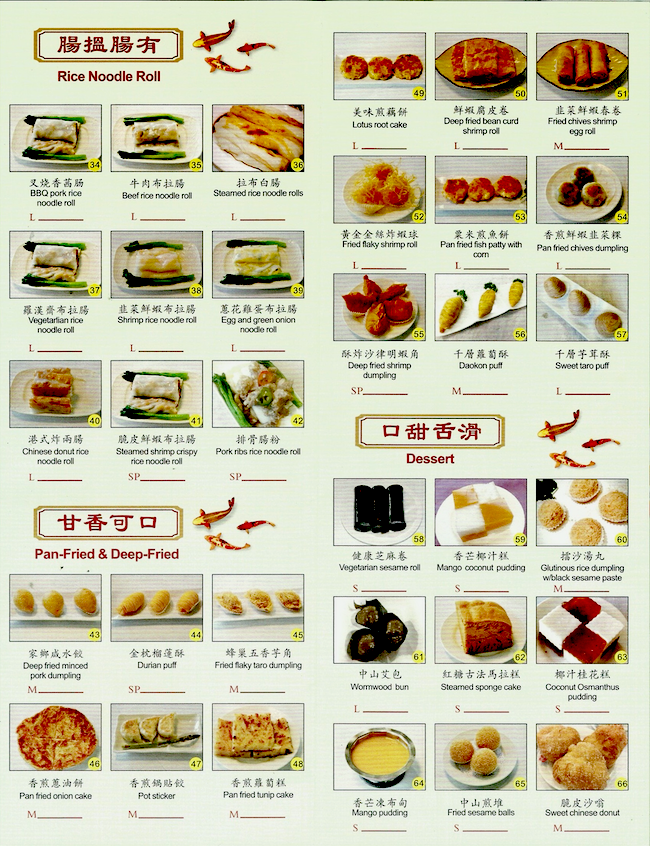 腸搵腸有
Rice Noodle Roll
34
叉烧香菡肠
BBQ pork rice
noodle roll
L
35
牛肉布拉腸
Beef rice noodle roll
L
36
拉布白腸
Steamed rice noodle rolls
L
37
羅漢齋布拉腸
Vegetarlian rice
noodle roll
L
38
韭菜鮮蝦布拉腸
Shrimp rice noodle roll
L
39
蔥花雞蛋布拉腸
Egg and green onion
noodle roll
L
40
港式炸兩腸
Chinese donut rice
noodle roll
L
41
脆皮鮮蝦布拉腸
Steamed shrimp crispy
rice noodle roll
SP
42
排骨腸粉
Pork ribs rice noodle roll
SP
甘香可口
Pan-Fried & Deep-Fried
43
家鄉咸水餃
Deep fried minced
pork dumpling
M
44
金枕榴蓮酥
Durian puff
SP
45
蜂巢五香芋角
Fried flaky taro dumpling
M
46
香煎蔥油餅
Pan fried onion cake
M
47
香煎鍋貼餃
Pot sticker
M
48
香煎蘿蔔糕
Pan fried tunip cake
M
49
美味煎藕餅
Lotus root cake
L
50
鮮蝦腐皮卷
Deep fried bean curd
shrimp roll
L
51
韭菜鮮蝦春卷
Fried chives shrimp
egg roll
M
52
黃金金絲炸蝦球
Fried flaky shrimp roll
L
53
粟米煎魚餅
Pan fried fish patty with
corn
L
54
香煎鮮蝦韭菜粿
Pan fried chives dumpling
L
55
酥炸沙律明蝦角
Deep fried shrimp
dumpling
SP
56
千層蘿蔔酥
Daokon puff
M
57
千層芋茸酥
Sweet taro puff
L
口甜舌滑
Dessert
58
健康芝麻卷
Vegetarian sesame roll
S
59
香芒椰汁糕
Mango coconut pudding
S
60
擂沙湯丸
Glutinous rice dumpling
w/black sesame paste
M
61
中山艾包
Wormwood bun
L
62
紅糖古法馬拉糕
Steamed sponge cake
S
63
椰汁桂花糕
Coconut Osmanthus
pudding
S
64
香芒凍布甸
Mango pudding
S
65
中山煎堆
Fried sesame balls
S
66
脆皮沙翁
Sweet chinese donut
M